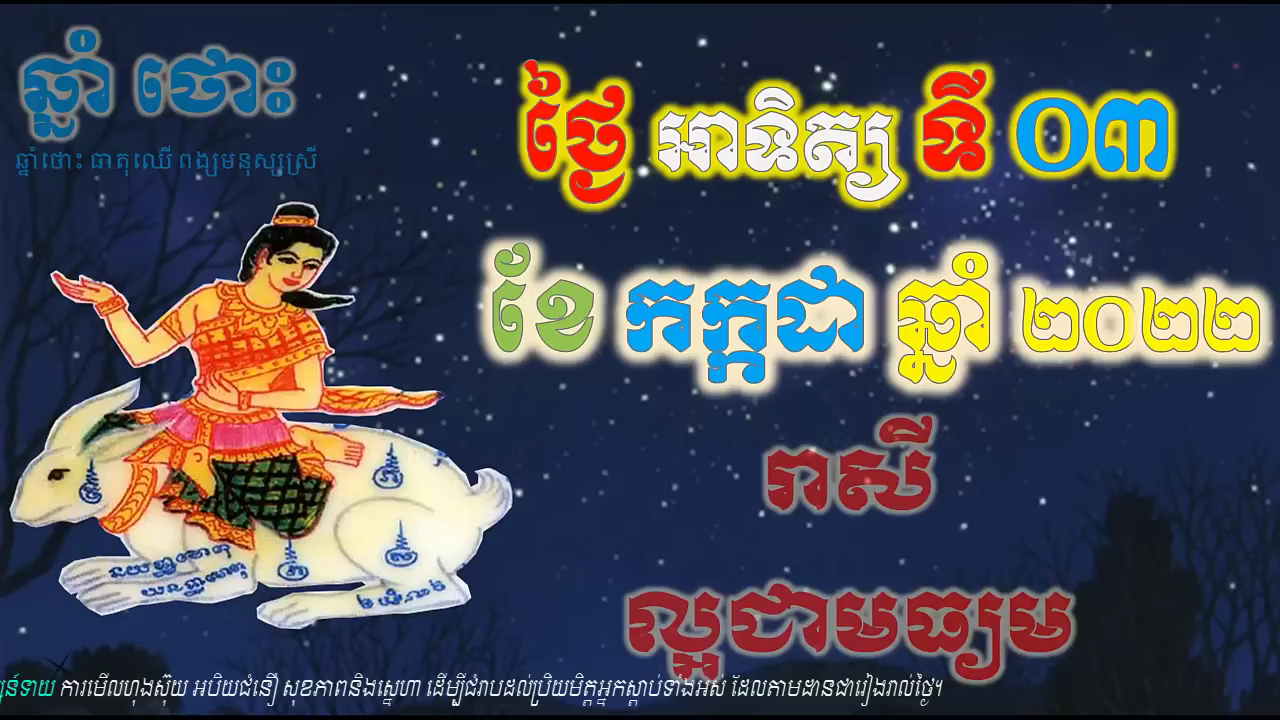 ឆ្នាំ ថោះ
ឆ្នាំថោះ ធាតុឈើ ពង្សមនុស្សស្រី
ថ្ងៃ អាទិត្យ ទី ០៣
ខែ កក្កដា ឆ្នាំ ២០២២
រាសី
ល្អជាមធ្យម
ទាយ ការមើលហុងស៊ុយ អបិយជំនឿ សុខភាពនិងស្នេហា ដើម្បីជំរាបដល់ប្រិយមិត្តអ្នកស្តាប់ទាំងអស់ ដែលតាមដានជារៀងរាល់ថ្ងៃ។